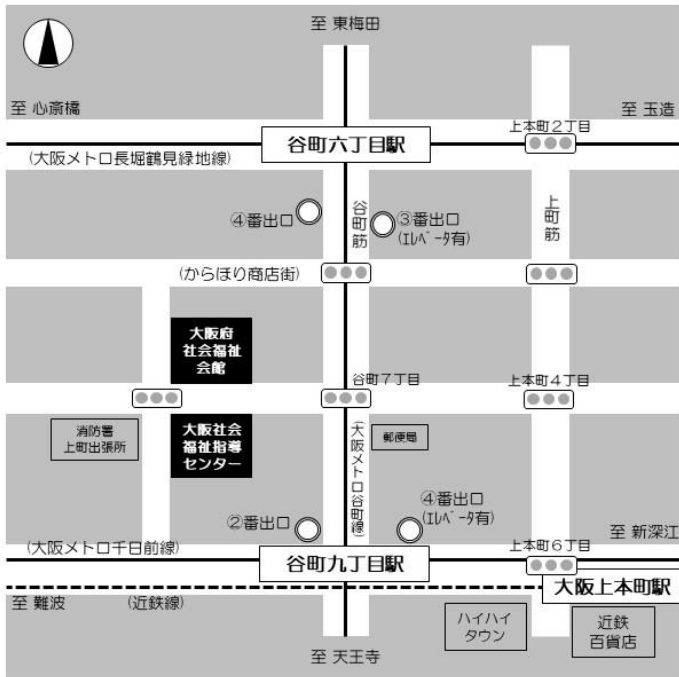 至 東梅田
至 心斎橋
至 玉造
上本町2丁目
谷町六丁目駅
(大阪メトロ長堀鶴見緑地線)
④番出口
谷町筋
③番出口
(エレベータ有)
上町筋
(からほり商店街)
大阪府
社会福祉
会館
谷町7丁目
上本町4丁目
消防署
上町出張所
大阪社会
福祉指導
センター
(大阪メトロ谷町線)
郵便局
②番出口
④番出口
(エレベータ有)
至 新深江
(大阪メトロ千日前線)
上本町6丁目
谷町九丁目駅
大阪上本町駅
至 難波
(近鉄線)
ハイハイ
タウン
近鉄
百貨店
至 天王寺